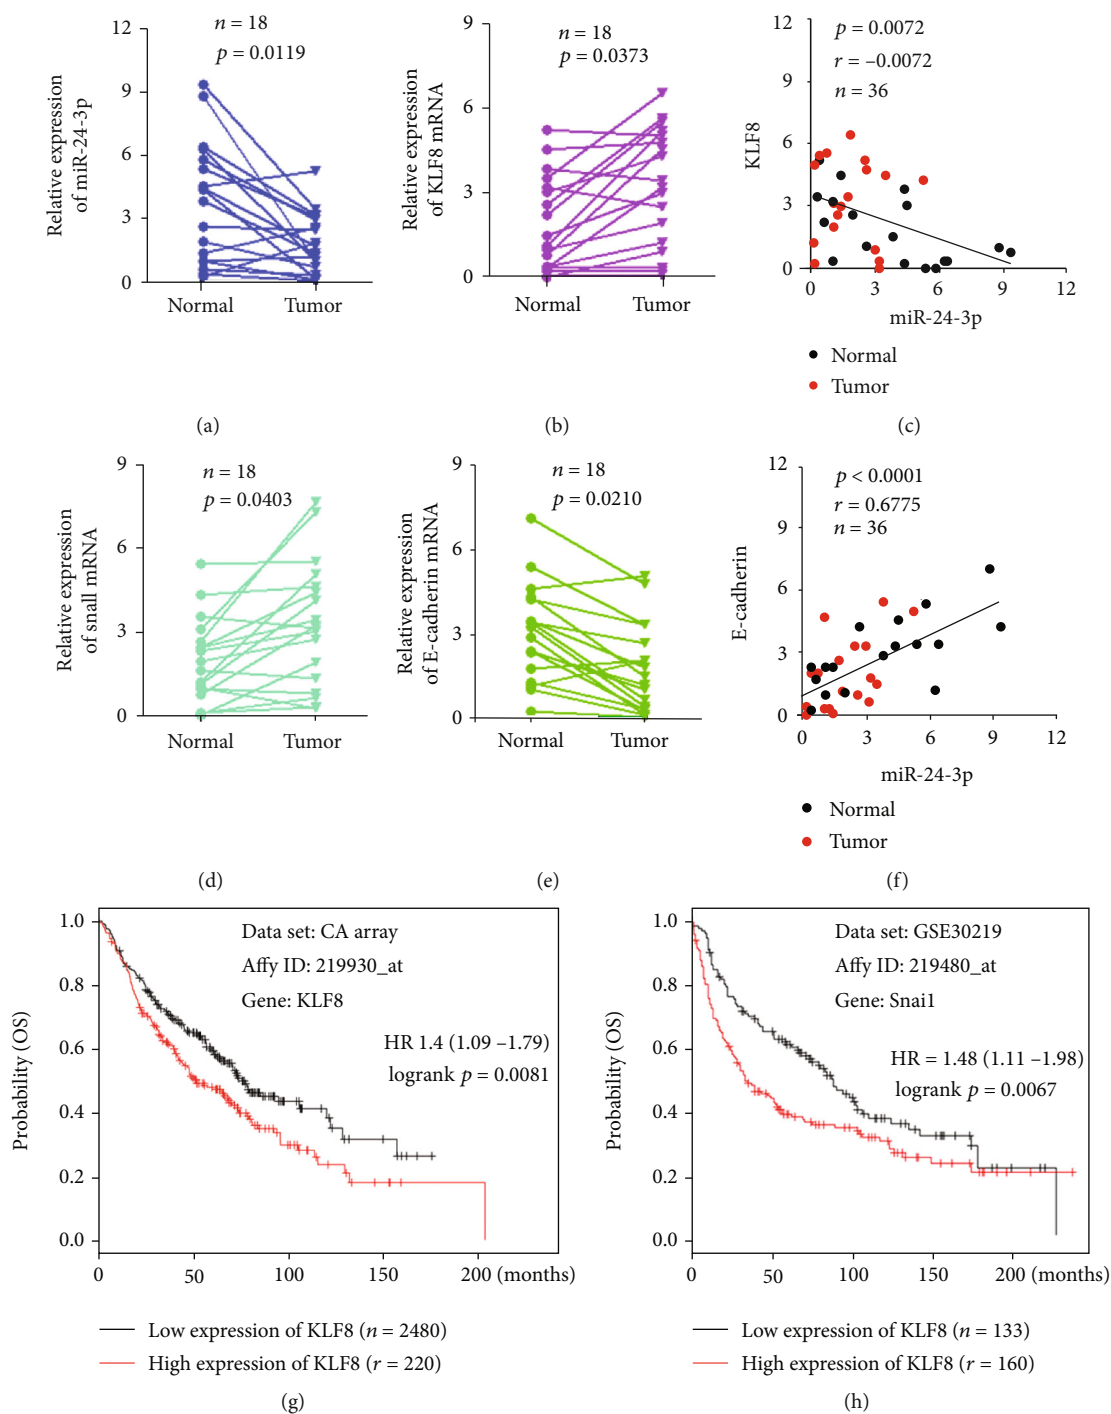 n = 18
p = 0.0119
12
9
6
3
0
Relative expression
of miR-24-3p
Normal
Tumor
(a)
n = 18
p = 0.0373
9
6
3
0
Relative expression
of KLF8 mRNA
Normal
Tumor
(b)
p = 0.0072
r = –0.0072
n = 36
12
9
6
3
0
KLF8
0
3
6
9
12
miR-24-3p
Normal
Tumor
(c)
n = 18
p = 0.0403
9
6
3
0
Relative expression
of snall mRNA
Normal
Tumor
(d)
n = 18
p = 0.0210
9
6
3
0
Relative expression
of E-cadherin mRNA
Normal
Tumor
(e)
p < 0.0001
r = 0.6775
n = 36
12
9
6
3
0
E-cadherin
0
3
6
9
12
miR-24-3p
Normal
Tumor
(f)
Data set: CA array
Affy ID: 219930_at
Gene: KLF8
HR 1.4 (1.09 –1.79)
logrank p = 0.0081
1.0
0.8
0.6
0.4
0.2
0.0
Probability (OS)
0
50
100
150
200 (months)
Low expression of KLF8 (n = 2480)
High expression of KLF8 (r = 220)
(g)
Data set: GSE30219
Affy ID: 219480_at
Gene: Snai1
HR = 1.48 (1.11 –1.98)
logrank p = 0.0067
1.0
0.8
0.6
0.4
0.2
0.0
Probability (OS)
0
50
100
150
200 (months)
Low expression of KLF8 (n = 133)
High expression of KLF8 (r = 160)
(h)